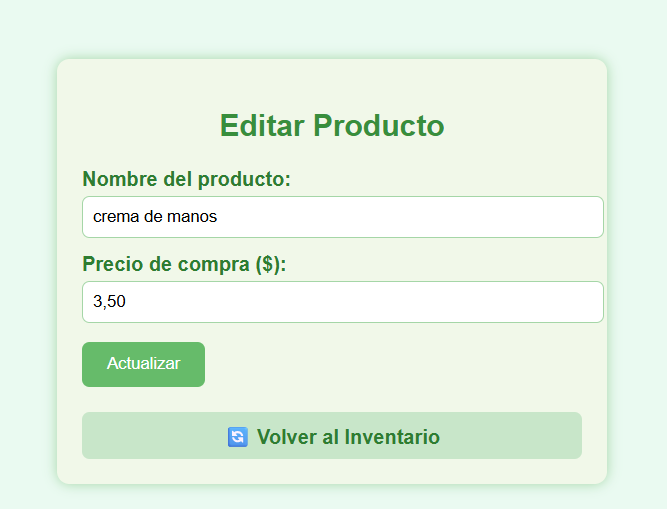 Editar Producto
Nombre del producto:
crema de manos
Precio de compra ($):
3,50
Actualizar
🔄 Volver al Inventario